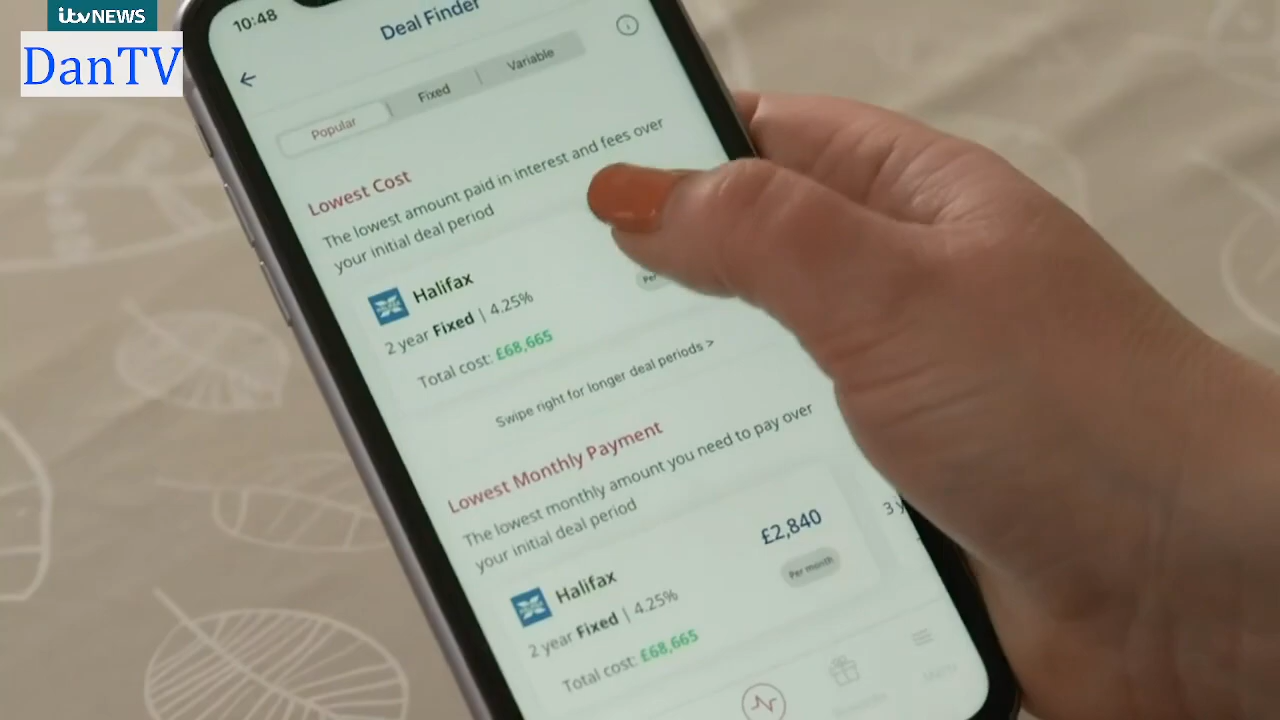 itv NEWS
DanTV
10:48
Deal Finder
Popular
Fixed
Variable
Lowest Cost
The lowest amount paid in interest and fees over
your initial deal period
Halifax
Per
2 year Fixed | 4.25%
Total cost: £68,665
Swipe right for longer deal periods >
Lowest Monthly Payment
The lowest monthly amount you need to pay over
your initial deal period
£2,840
3 y
Halifax
Per month
2 year Fixed | 4.25%
Total cost: £68,665